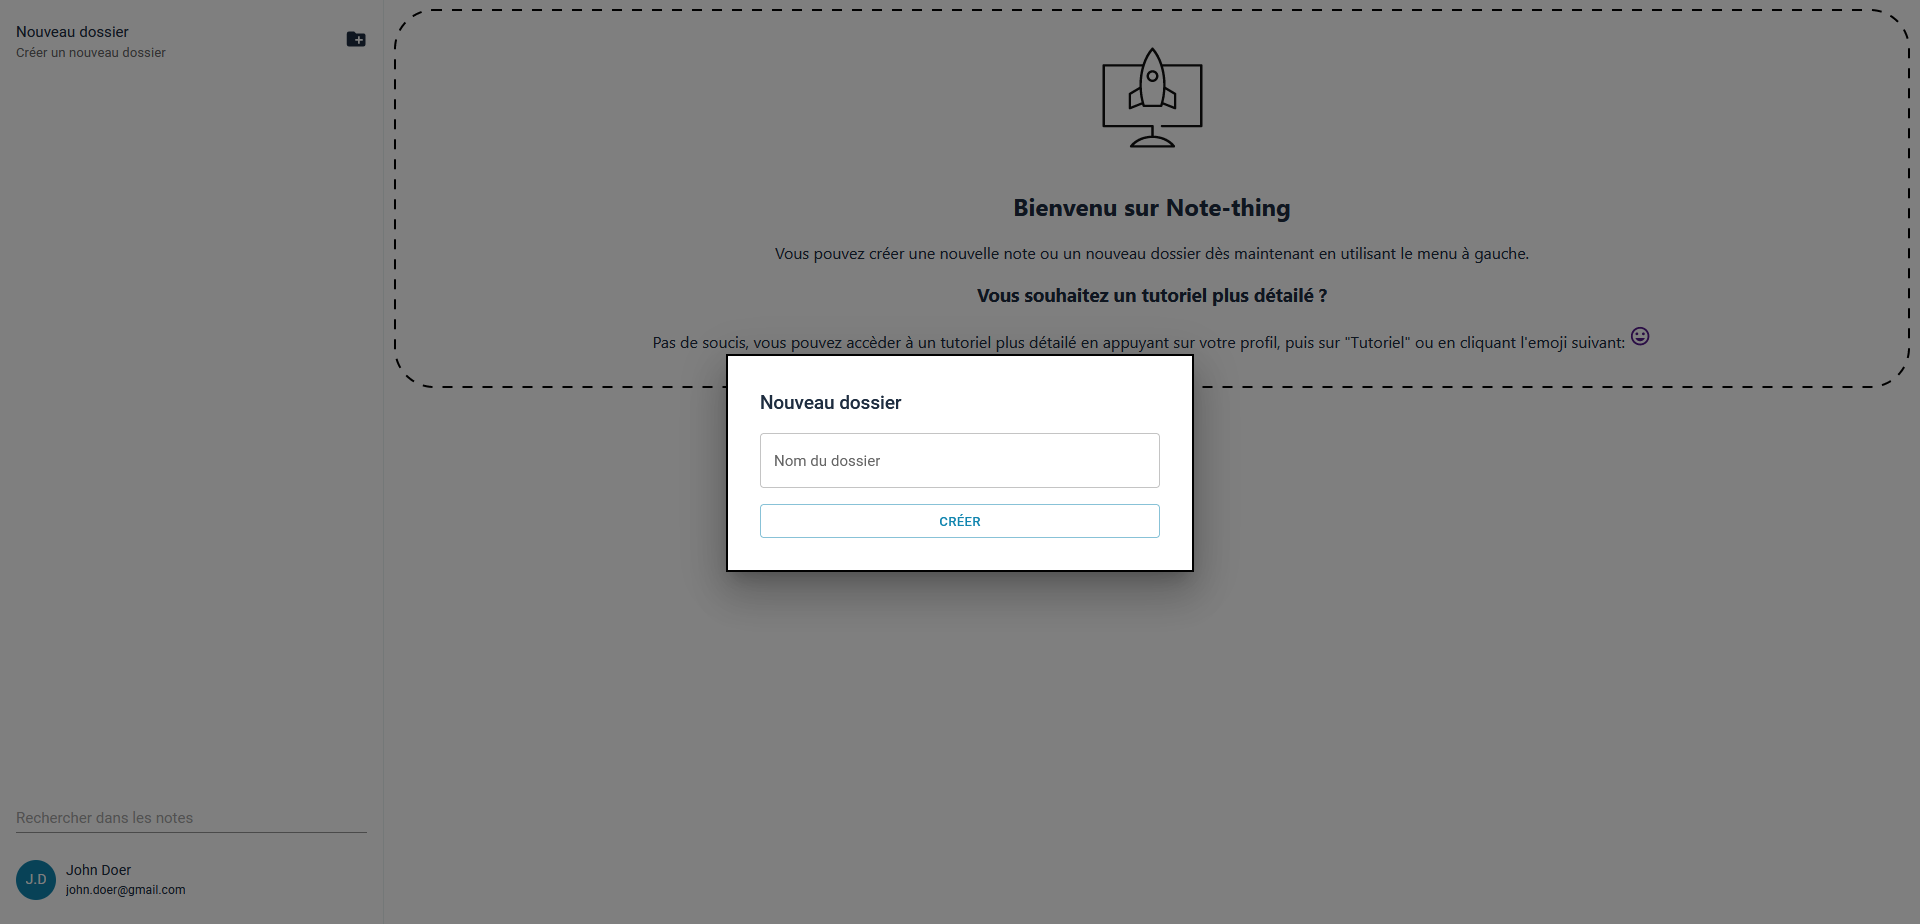 Nouveau dossier
Créer un nouveau dossier
Bienvenu sur Note-thing
Vous pouvez créer une nouvelle note ou un nouveau dossier dès maintenant en utilisant le menu à gauche.
Vous souhaitez un tutoriel plus détailé ?
Pas de soucis, vous pouvez accèder à un tutoriel plus détailé en appuyant sur votre profil, puis sur "Tutoriel" ou en cliquant l'emoji suivant:
Nouveau dossier
Nom du dossier
CRÉER
Rechercher dans les notes
J.D
John Doer
john.doer@gmail.com